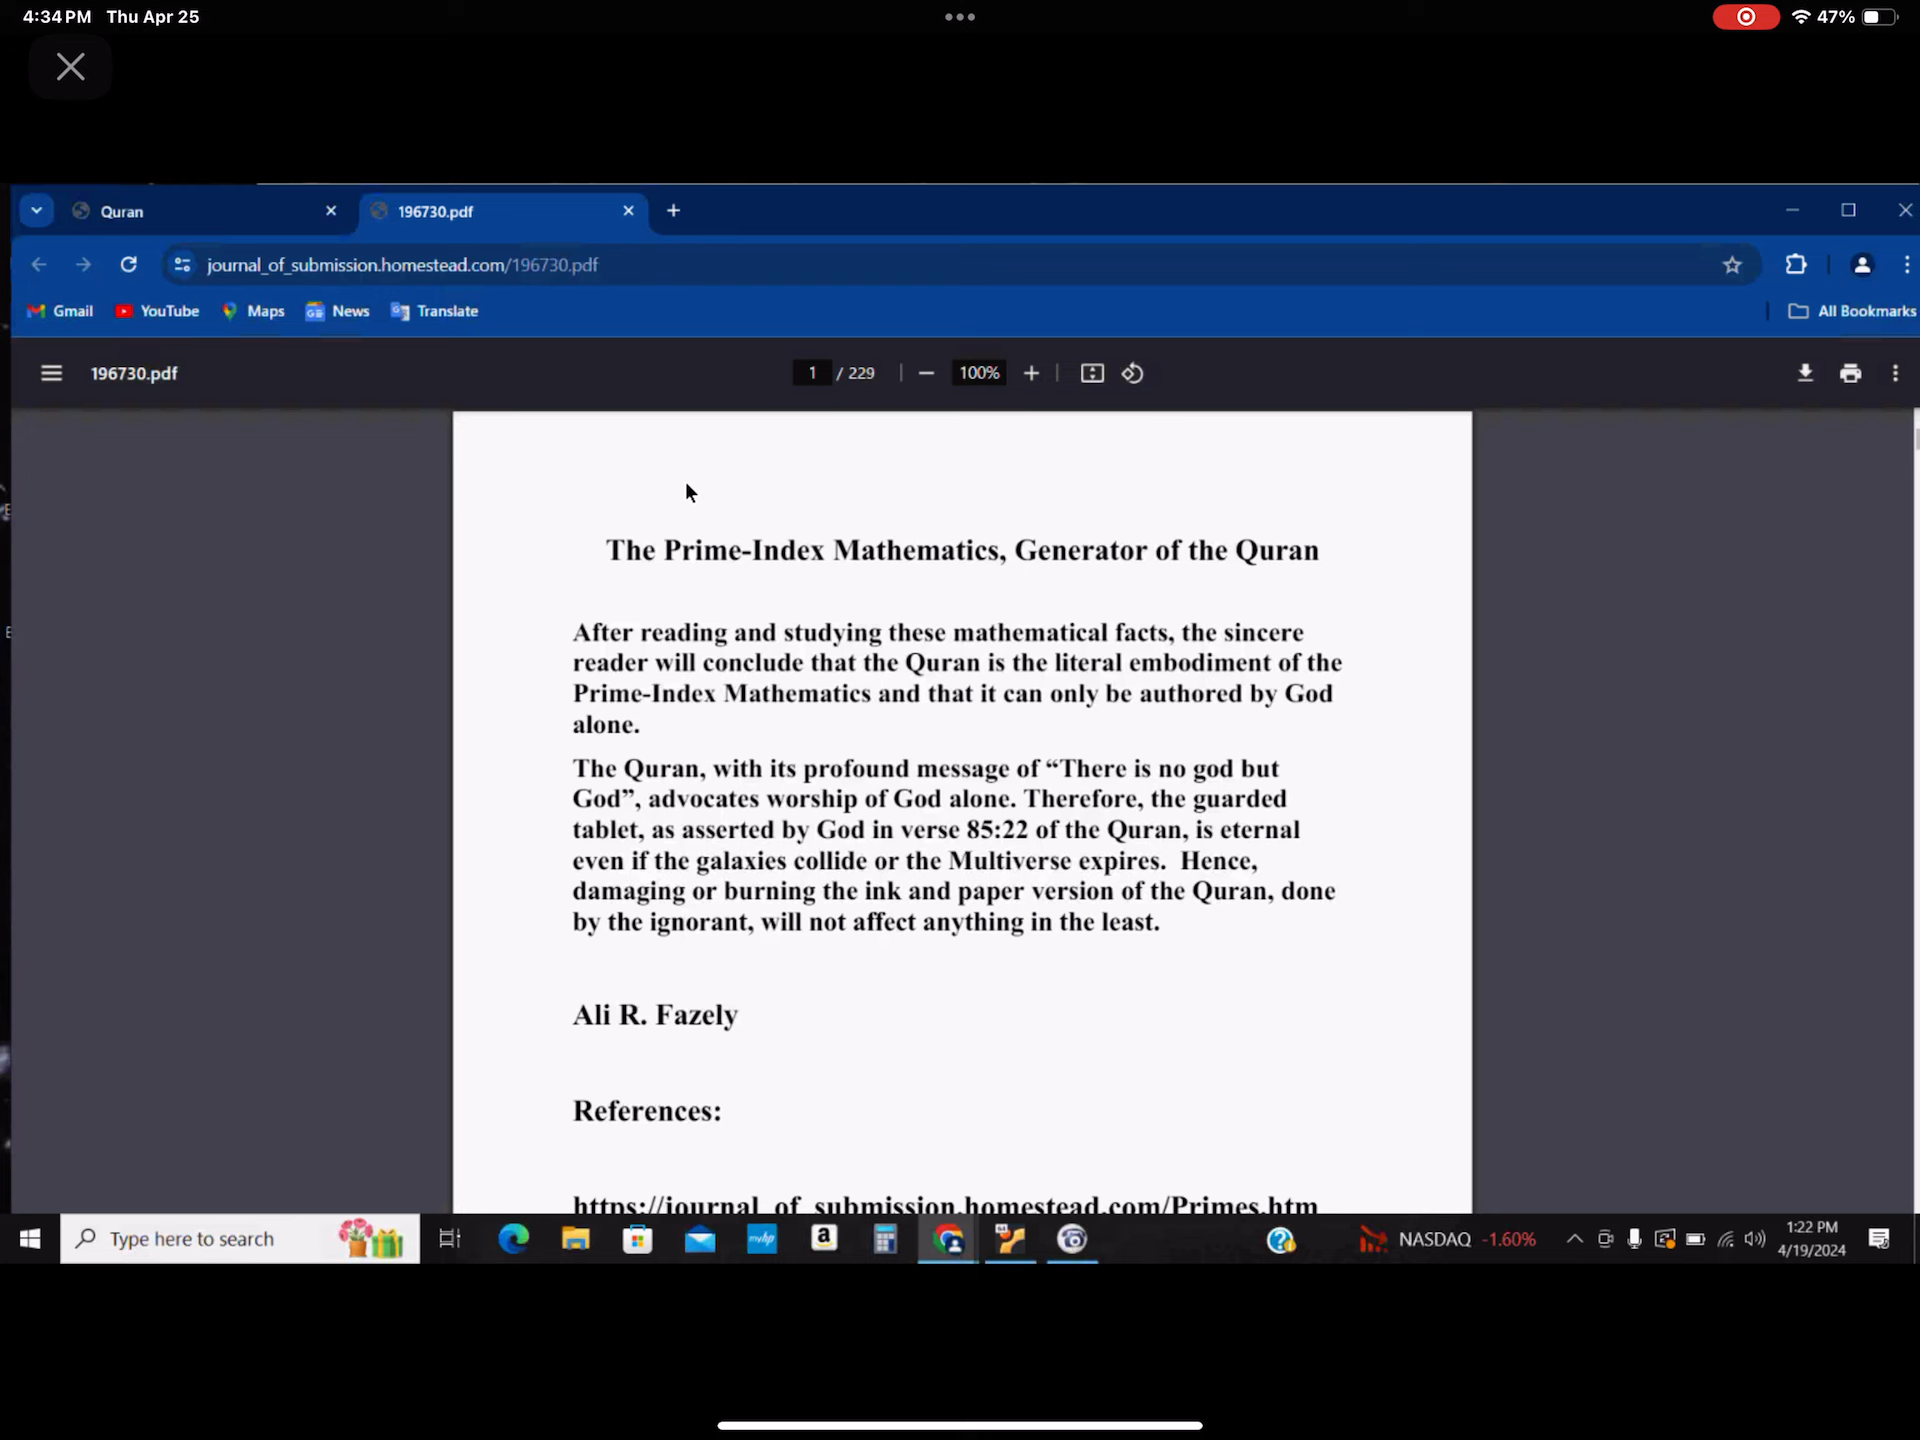 4:34 PM Thu Apr 25
47%
Quran
196730.pdf
journal_of_submission.homestead.com/196730.pdf
Gmail YouTube Maps News Translate
All Bookmarks
196730.pdf
1 / 229
100%
The Prime-Index Mathematics, Generator of the Quran
After reading and studying these mathematical facts, the sincere
reader will conclude that the Quran is the literal embodiment of the
Prime-Index Mathematics and that it can only be authored by God
alone.
The Quran, with its profound message of “There is no god but
God”, advocates worship of God alone. Therefore, the guarded
tablet, as asserted by God in verse 85:22 of the Quran, is eternal
even if the galaxies collide or the Multiverse expires.  Hence,
damaging or burning the ink and paper version of the Quran, done
by the ignorant, will not affect anything in the least.
Ali R. Fazely
References:
https://journal_of_submission.homestead.com/Primes.htm
Type here to search
myhp
NASDAQ -1.60%
1:22 PM
4/19/2024